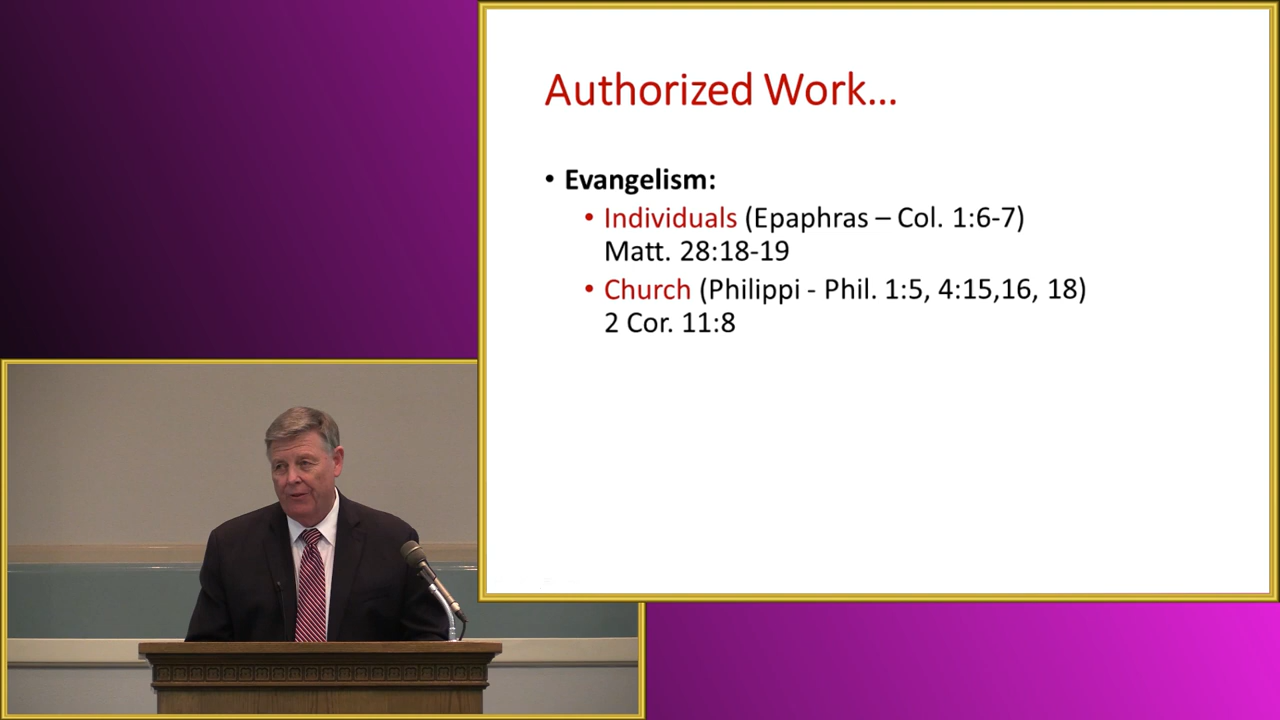 Authorized Work...
• Evangelism:
• Individuals (Epaphras – Col. 1:6-7)
Matt. 28:18-19
• Church (Philippi - Phil. 1:5, 4:15,16, 18)
2 Cor. 11:8